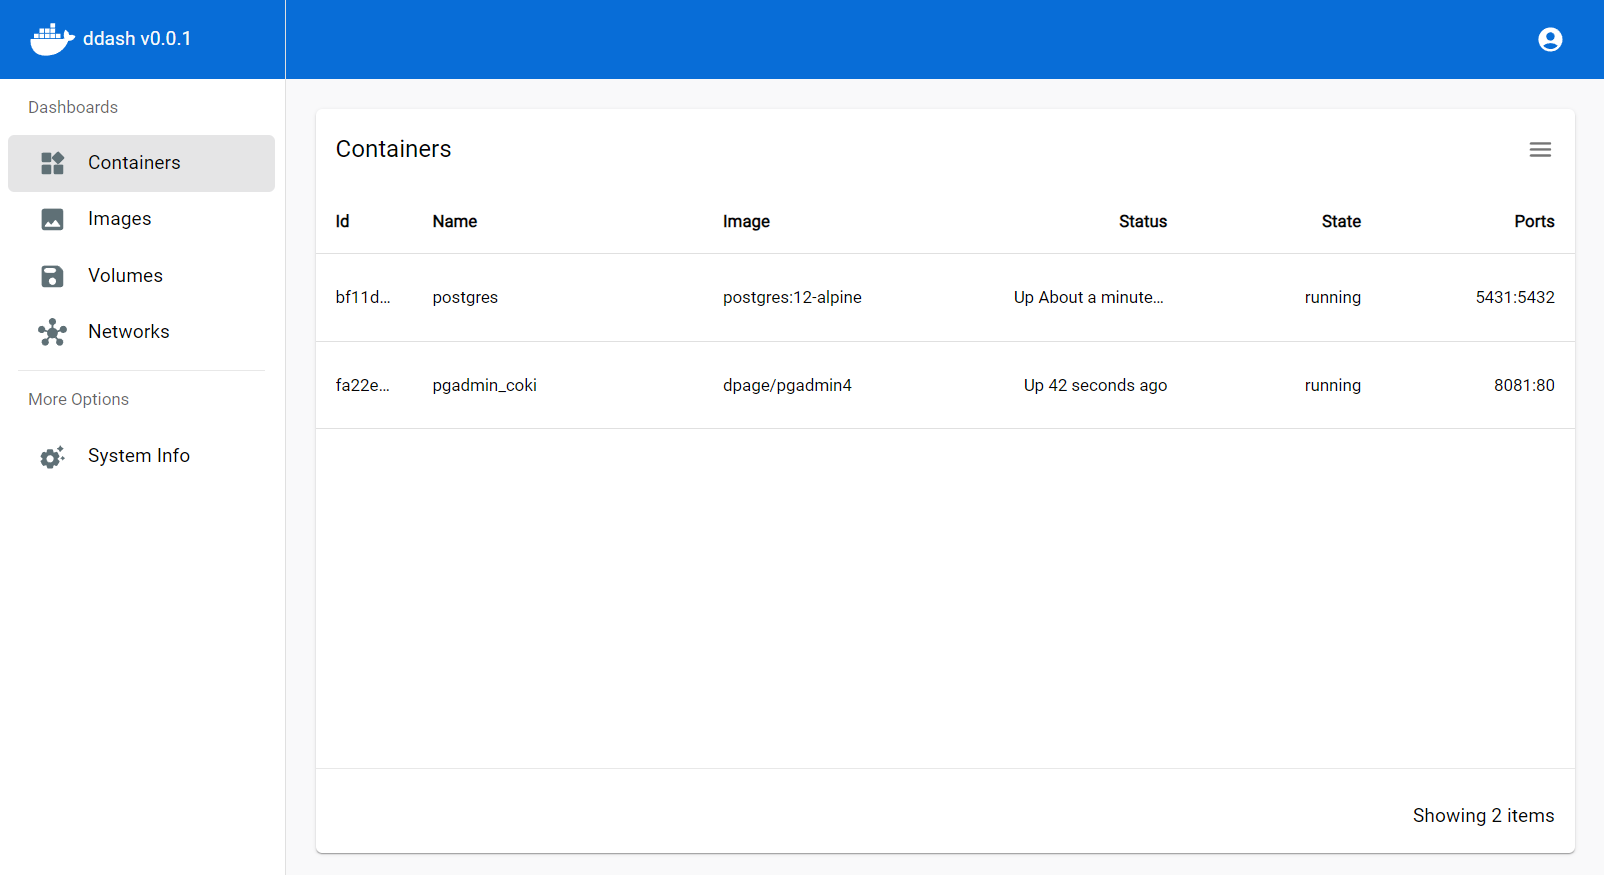 ddash v0.0.1
Dashboards
Containers
Images
Volumes
Networks
More Options
System Info
Containers
Id Name Image Status State Ports
bf11d... postgres postgres:12-alpine Up About a minute... running 5431:5432
fa22e... pgadmin_coki dpage/pgadmin4 Up 42 seconds ago running 8081:80
Showing 2 items